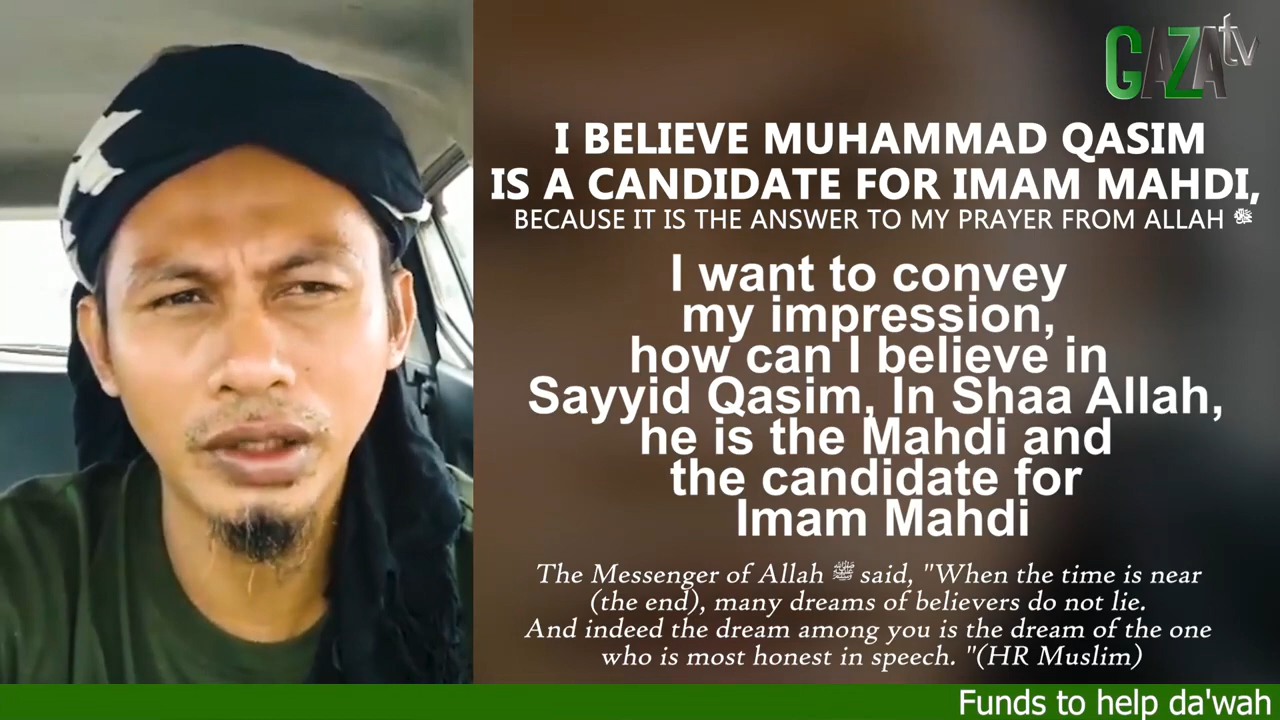 GAZAtv
I BELIEVE MUHAMMAD QASIM
IS A CANDIDATE FOR IMAM MAHDI,
BECAUSE IT IS THE ANSWER TO MY PRAYER FROM ALLAH ﷻ
I want to convey
my impression,
how can I believe in
Sayyid Qasim, In Shaa Allah,
he is the Mahdi and
the candidate for
Imam Mahdi
The Messenger of Allah ﷺ said, "When the time is near
(the end), many dreams of believers do not lie.
And indeed the dream among you is the dream of the one
who is most honest in speech. "(HR Muslim)
Funds to help da'wah